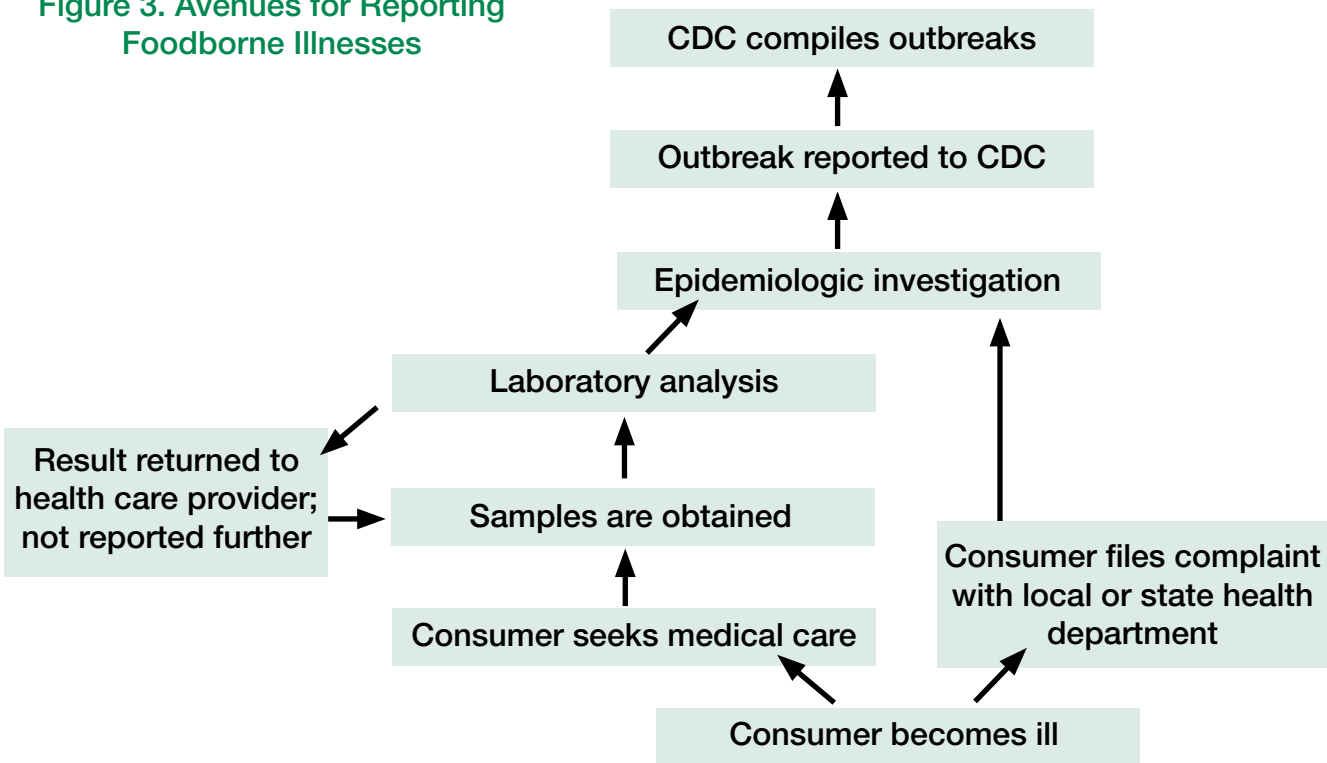 Figure 3. Avenues for Reporting
Foodborne Illnesses
CDC compiles outbreaks
Outbreak reported to CDC
Epidemiologic investigation
Laboratory analysis
Result returned to
health care provider;
not reported further
Samples are obtained
Consumer files complaint
with local or state health
department
Consumer seeks medical care
Consumer becomes ill